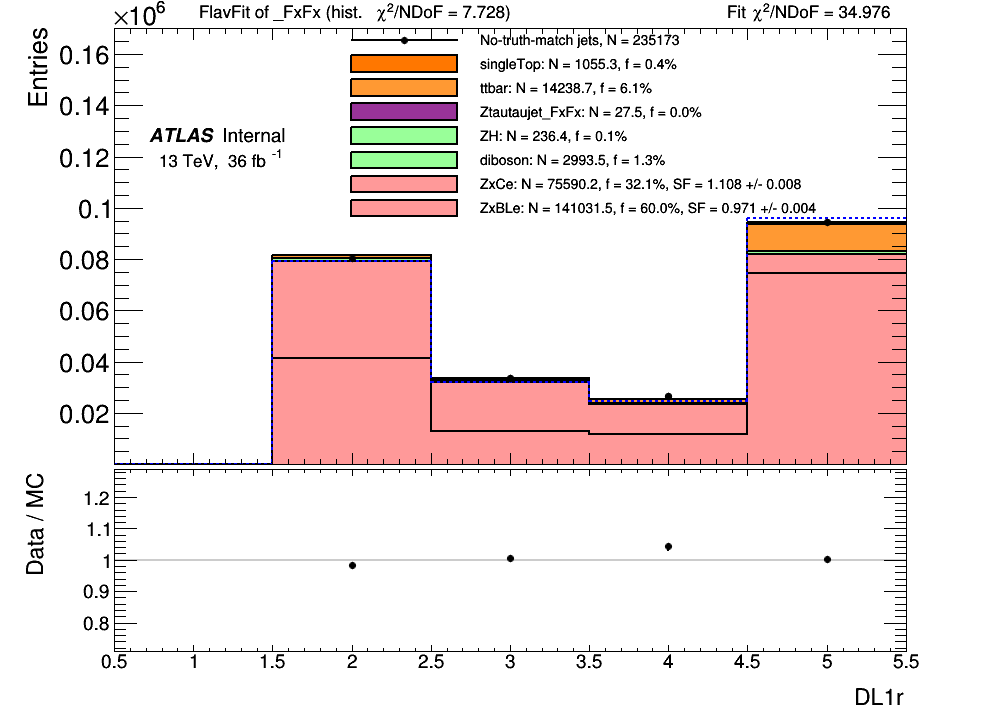 ×10⁶
FlavFit of _FxFx (hist. χ²/NDoF = 7.728)
Fit χ²/NDoF = 34.976
Entries
0.16
0.14
0.12
0.1
0.08
0.06
0.04
0.02
ATLAS Internal
13 TeV, 36 fb⁻¹
No-truth-match jets, N = 235173
singleTop: N = 1055.3, f = 0.4%
ttbar: N = 14238.7, f = 6.1%
Ztautaujet_FxFx: N = 27.5, f = 0.0%
ZH: N = 236.4, f = 0.1%
diboson: N = 2993.5, f = 1.3%
ZxCe: N = 75590.2, f = 32.1%, SF = 1.108 +/- 0.008
ZxBLe: N = 141031.5, f = 60.0%, SF = 0.971 +/- 0.004
Data / MC
1.2
1.1
1
0.9
0.8
0.5 1 1.5 2 2.5 3 3.5 4 4.5 5 5.5
DL1r